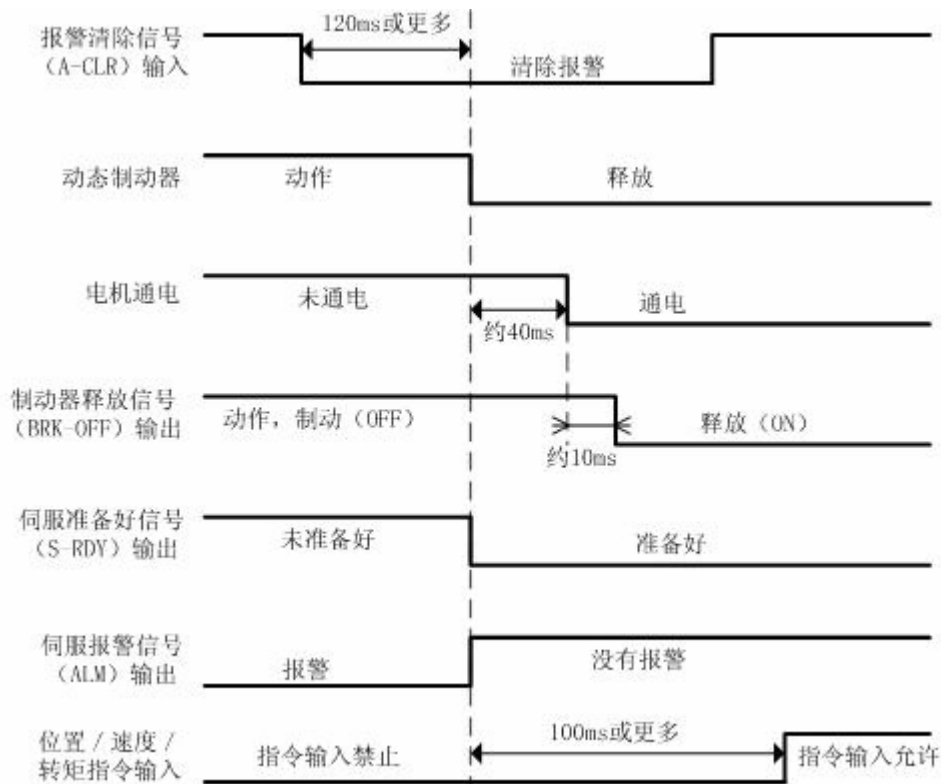 120ms或更多
报警清除信号
（A-CLR）输入
清除报警
动态制动器
动作
释放
电机通电
未通电
通电
约40ms
制动器释放信号
（BRK-OFF）输出
动作，制动（OFF）
释放（ON）
约10ms
伺服准备好信号
（S-RDY）输出
未准备好
准备好
伺服报警信号
（ALM）输出
报警
没有报警
100ms或更多
位置／速度／
转矩指令输入
指令输入禁止
指令输入允许